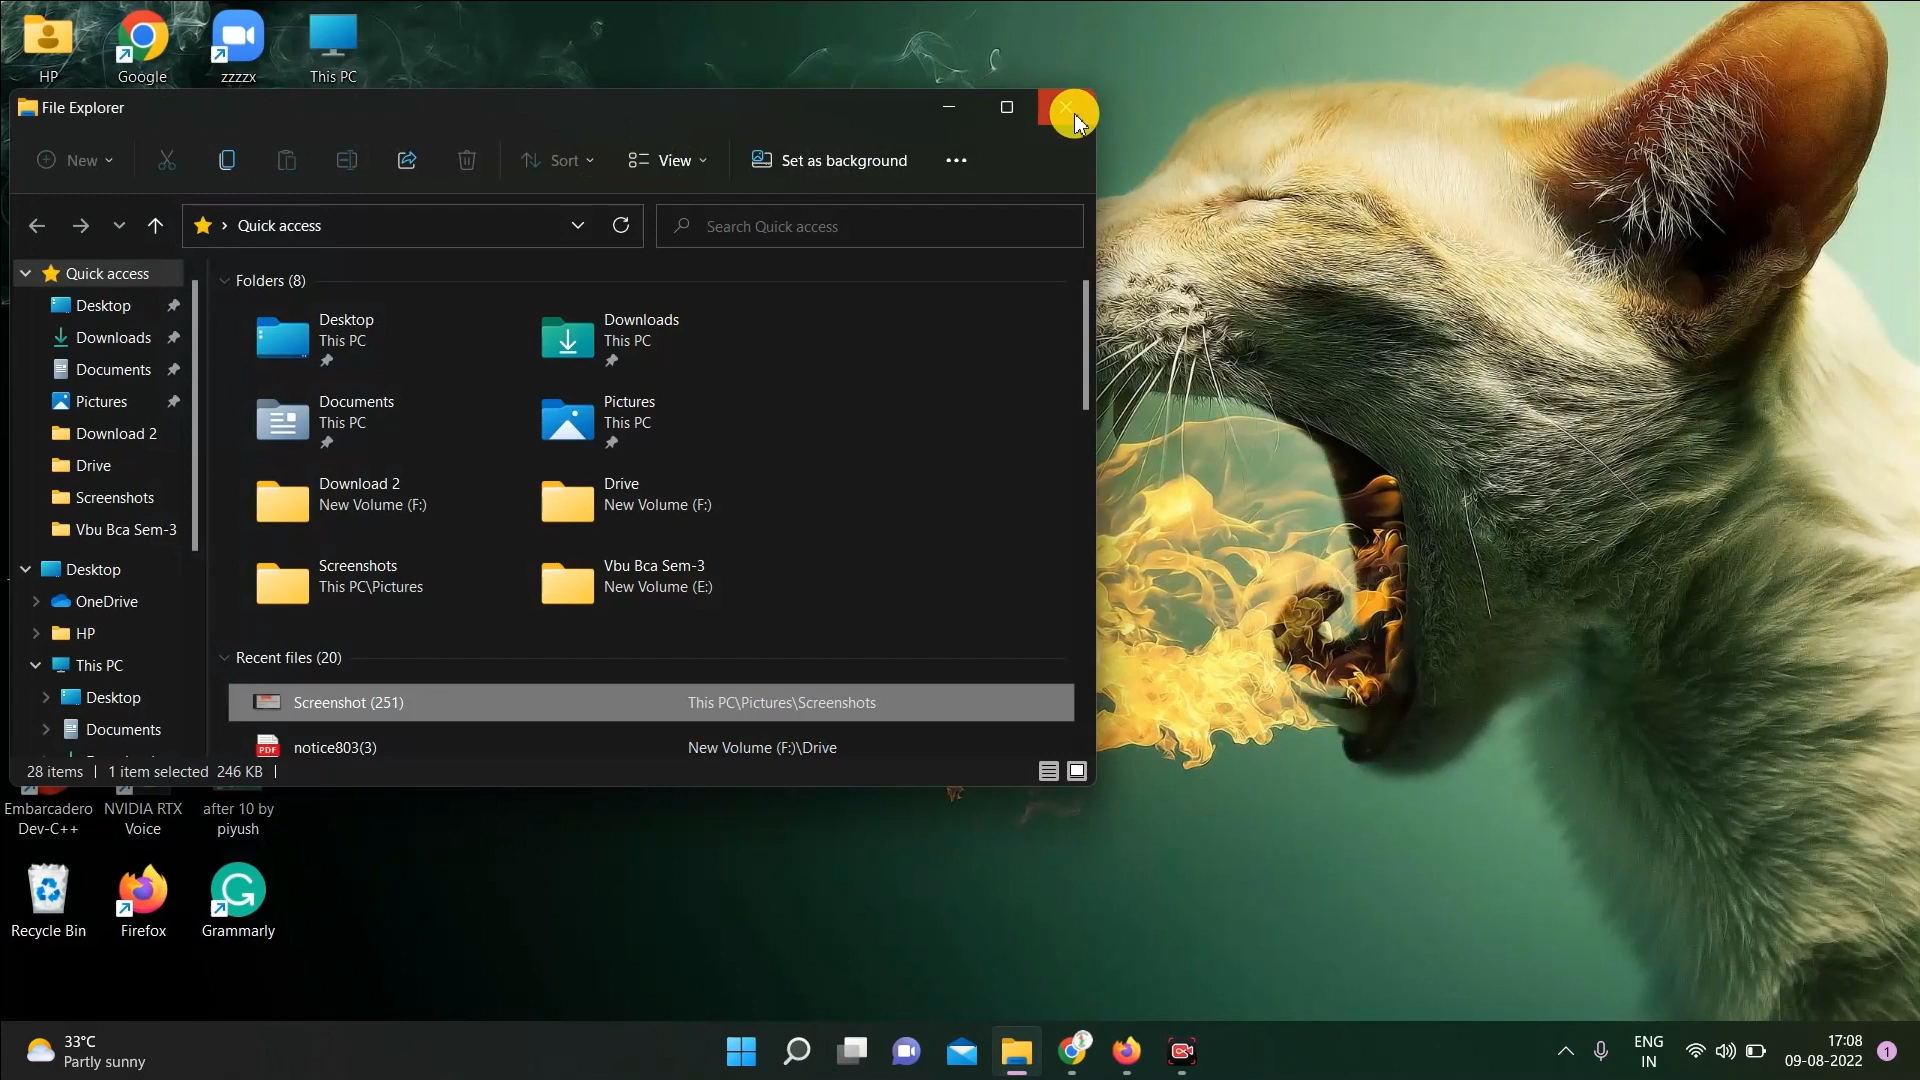 HP
Google
zzzzx
This PC
File Explorer
New
Sort
View
Set as background
Quick access
Search Quick access
Quick access
Desktop
Downloads
Documents
Pictures
Download 2
Drive
Screenshots
Vbu Bca Sem-3
Desktop
OneDrive
HP
This PC
Desktop
Documents
Folders (8)
Desktop
This PC
Downloads
This PC
Documents
This PC
Pictures
This PC
Download 2
New Volume (F:)
Drive
New Volume (F:)
Screenshots
This PC\Pictures
Vbu Bca Sem-3
New Volume (E:)
Recent files (20)
Screenshot (251) This PC\Pictures\Screenshots
PDF
notice803(3) New Volume (F:)\Drive
28 items 1 item selected 246 KB
Embarcadero
Dev-C++
NVIDIA RTX
Voice
after 10 by
piyush
Recycle Bin
Firefox
G
Grammarly
33°C
Partly sunny
ENG
IN
17:08
09-08-2022
1